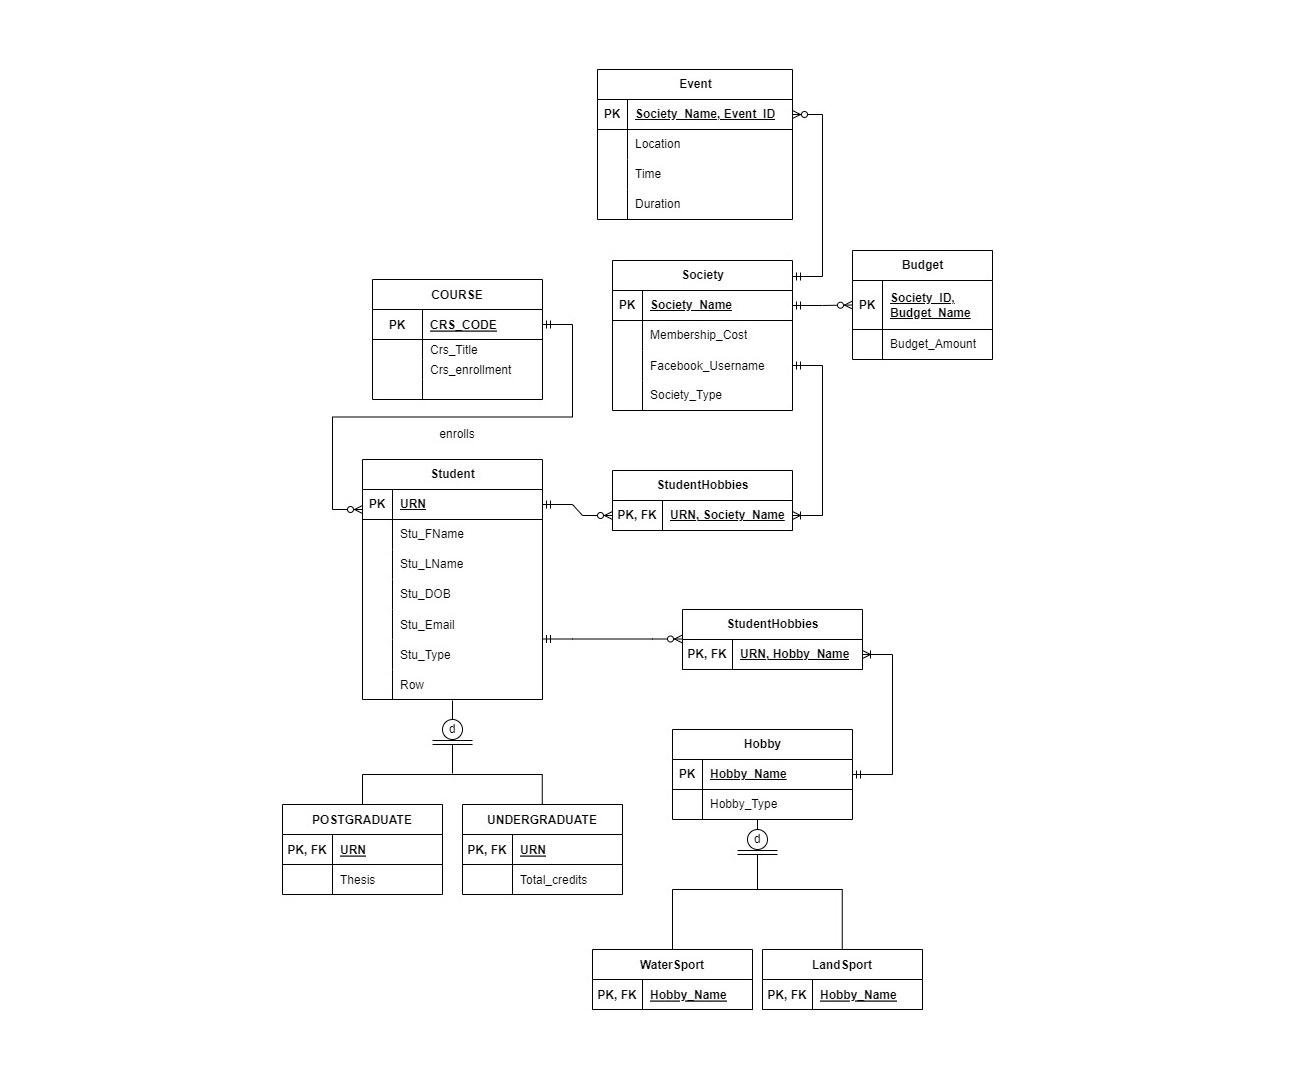 Event
PK Society_Name, Event_ID
Location
Time
Duration
Society
PK Society_Name
Membership_Cost
Facebook_Username
Society_Type
Budget
PK Society_ID,
Budget_Name
Budget_Amount
COURSE
PK CRS_CODE
Crs_Title
Crs_enrollment
enrolls
Student
PK URN
Stu_FName
Stu_LName
Stu_DOB
Stu_Email
Stu_Type
Row
StudentHobbies
PK, FK URN, Society_Name
StudentHobbies
PK, FK URN, Hobby_Name
d
POSTGRADUATE
PK, FK URN
Thesis
UNDERGRADUATE
PK, FK URN
Total_credits
Hobby
PK Hobby_Name
Hobby_Type
d
WaterSport
PK, FK Hobby_Name
LandSport
PK, FK Hobby_Name